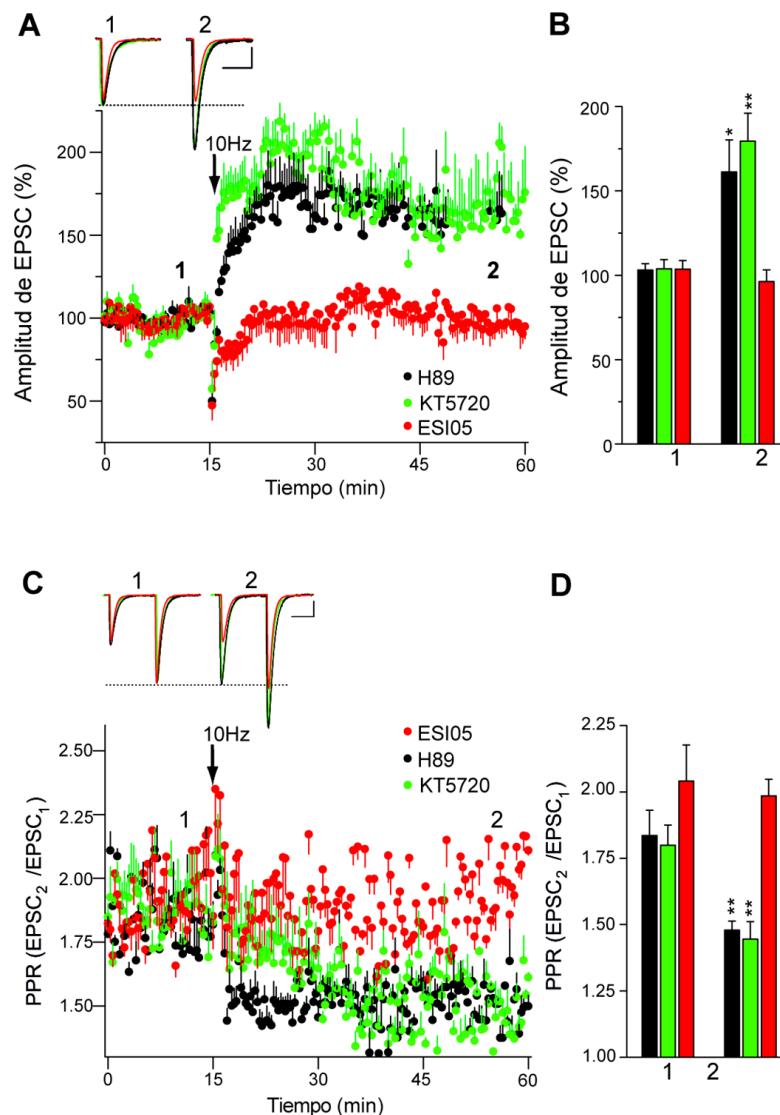 A
1
2
10Hz
Amplitud de EPSC (%)
200
150
100
50
1
2
H89
KT5720
ESI05
0
15
30
45
60
Tiempo (min)
B
Amplitud de EPSC (%)
200
150
100
50
0
*
**
1
2
C
1
2
10Hz
PPR (EPSC₂ /EPSC₁)
2.50
2.25
2.00
1.75
1.50
1
2
ESI05
H89
KT5720
0
15
30
45
60
Tiempo (min)
D
PPR (EPSC₂ /EPSC₁)
2.25
2.00
1.75
1.50
1.25
1.00
**
**
1
2